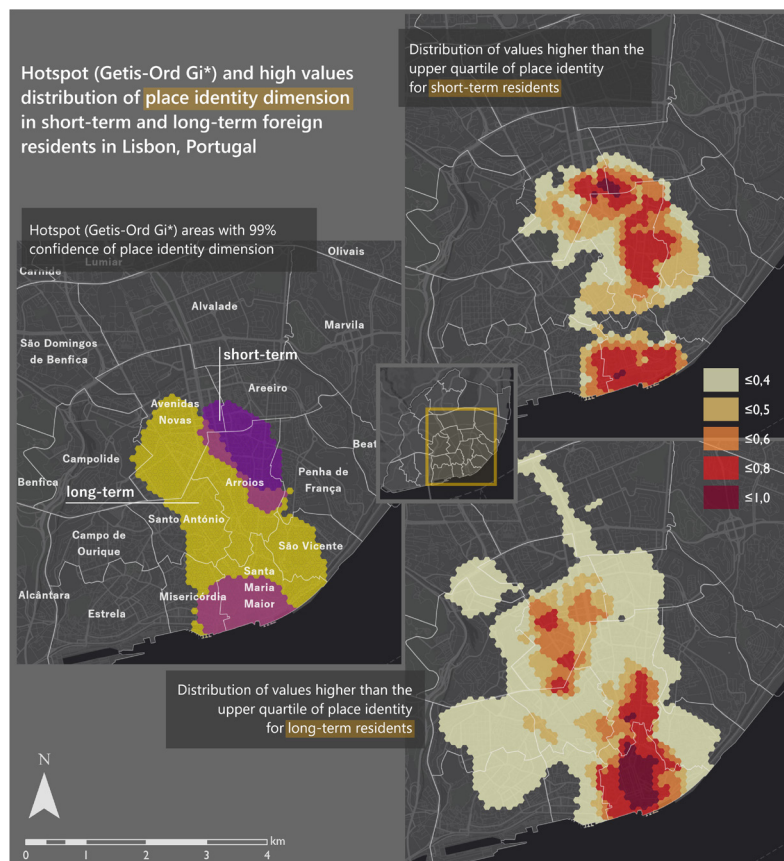 Hotspot (Getis-Ord Gi*) and high values
distribution of place identity dimension
in short-term and long-term foreign
residents in Lisbon, Portugal
Distribution of values higher than the
upper quartile of place identity
for short-term residents
Hotspot (Getis-Ord Gi*) areas with 99%
confidence of place identity dimension
Olivais
Lumiar
Carnide
Alvalade
Marvila
São Domingos
de Benfica
short-term
Areeiro
Avenidas
Novas
Beat
Campolide
Penha de
França
Benfica
Arroios
long-term
Santo António
Campo de
Ourique
São Vicente
Santa
Maria
Maior
Alcântara
Misericórdia
Estrela
≤0,4
≤0,5
≤0,6
≤0,8
≤1,0
Distribution of values higher than the
upper quartile of place identity
for long-term residents
N
km
0 1 2 3 4